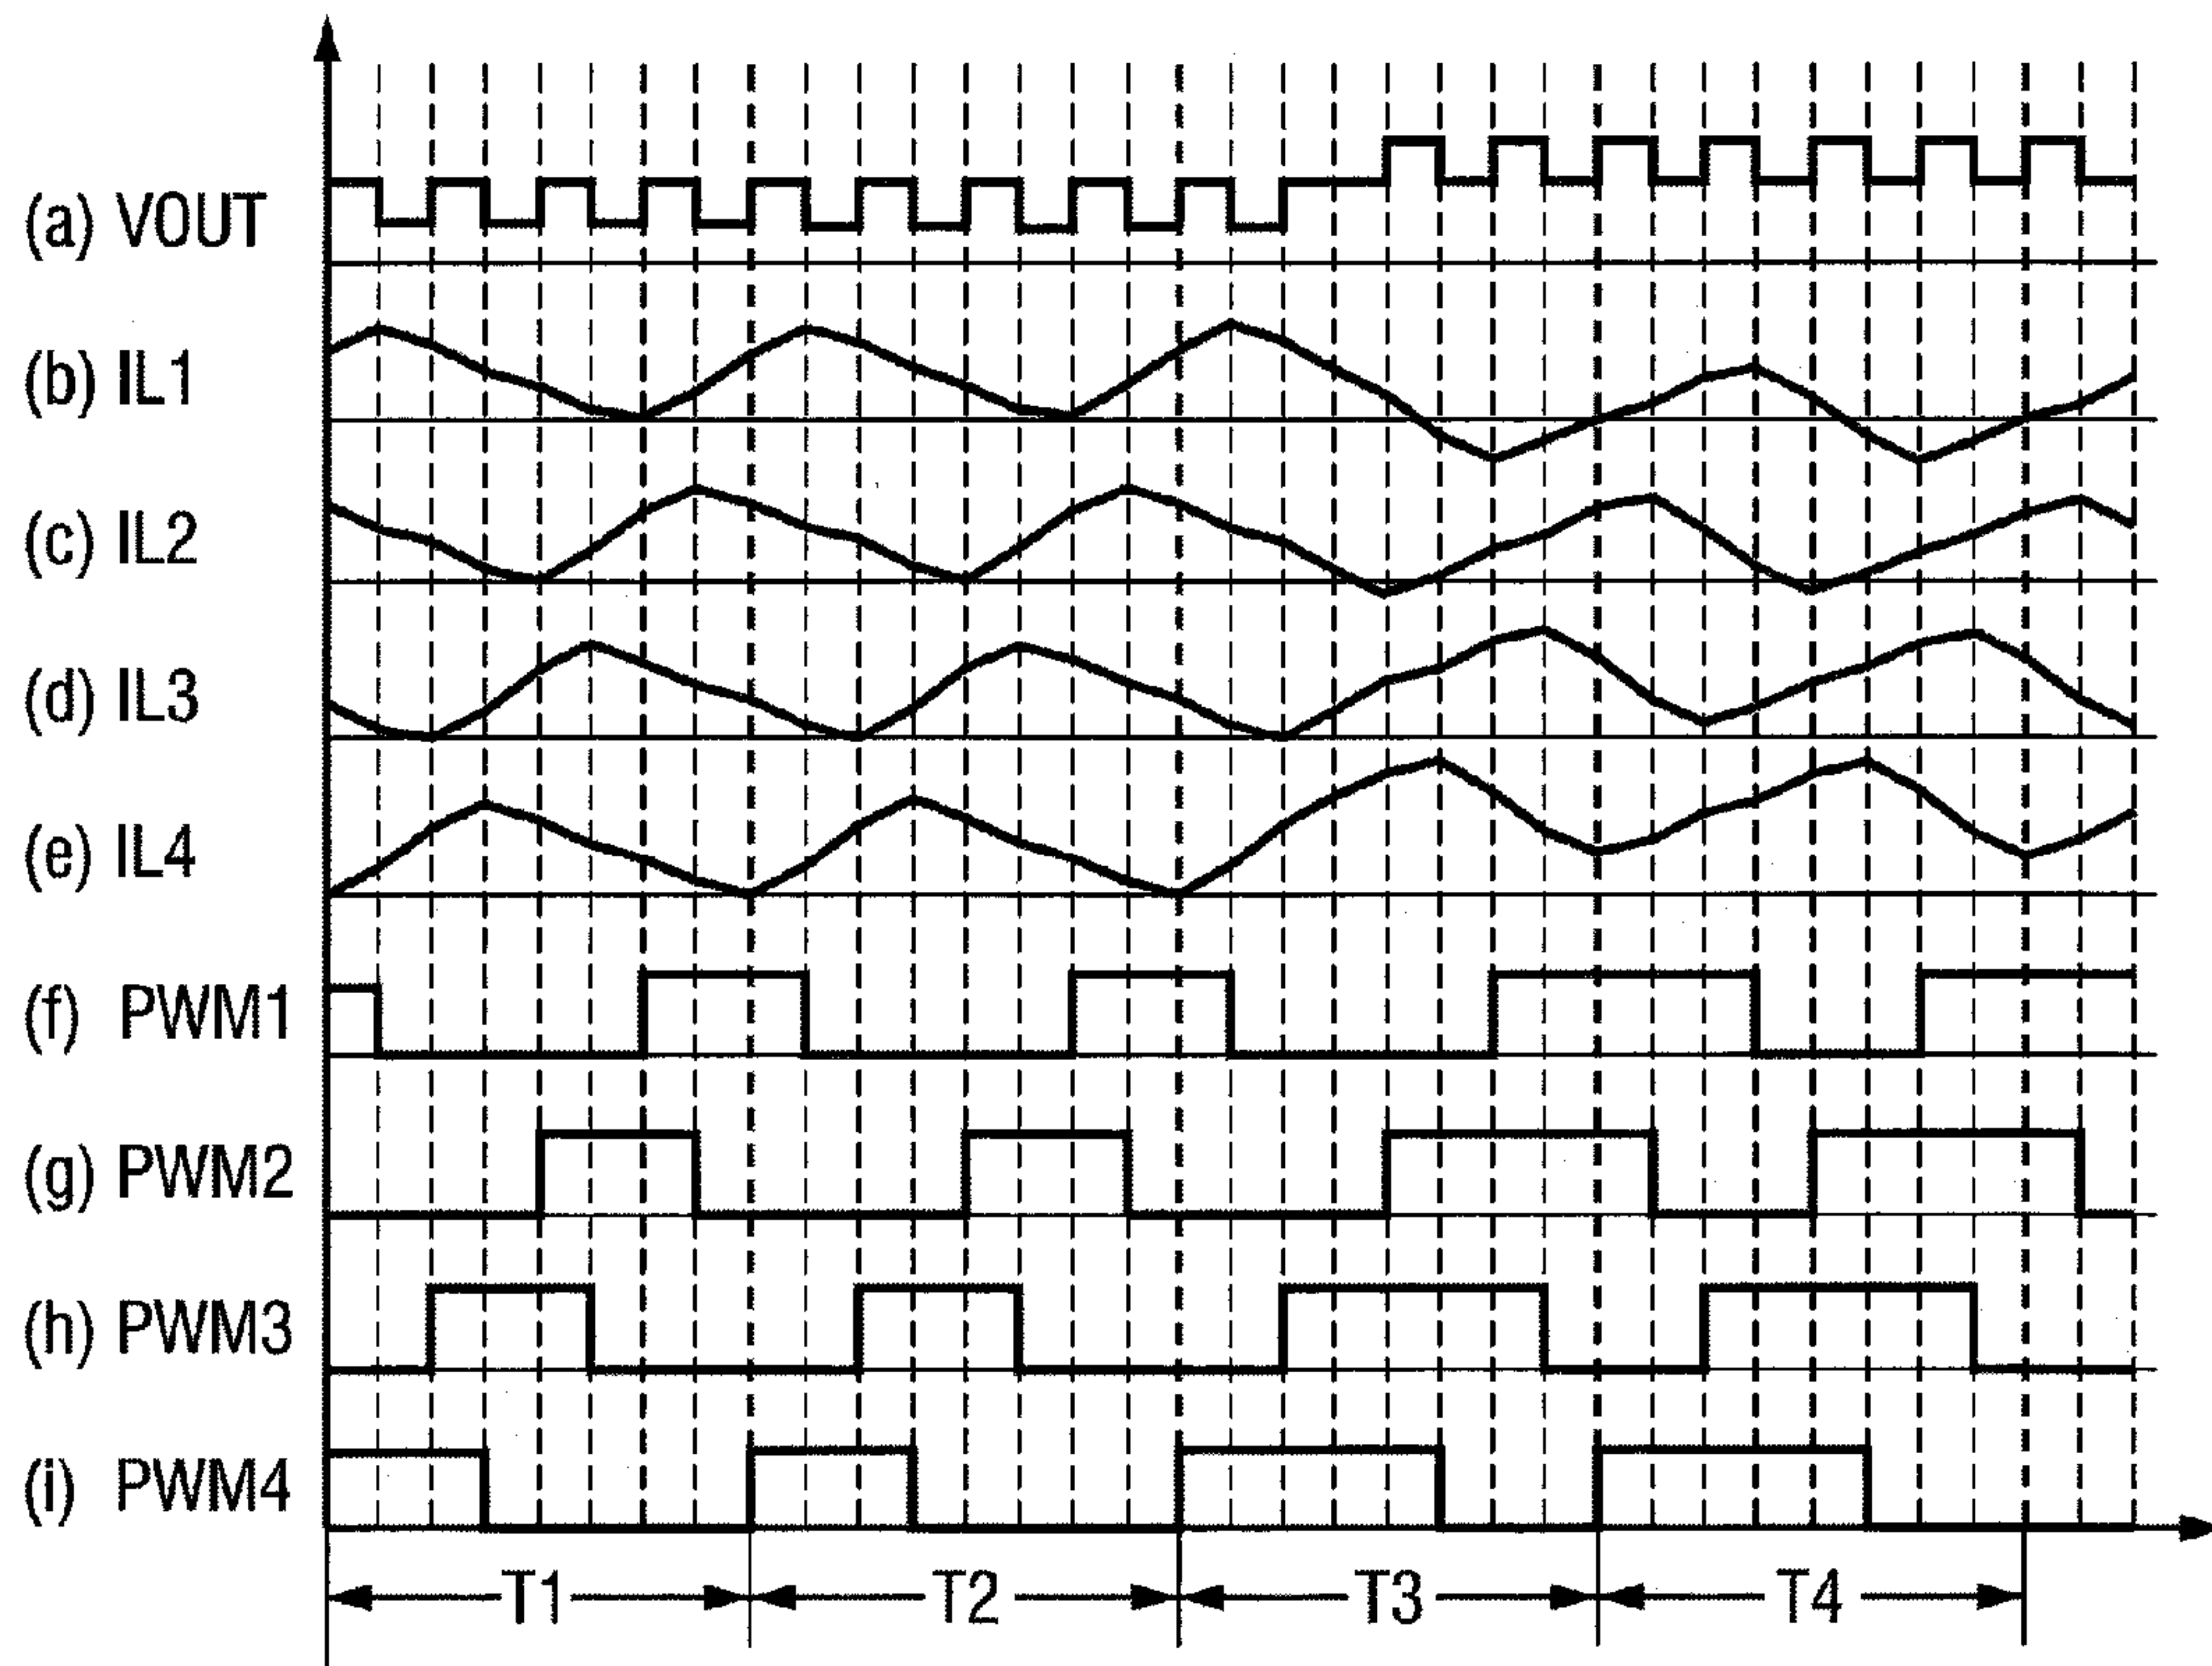 (a) VOUT
(b) IL1
(c) IL2
(d) IL3
(e) IL4
(f) PWM1
(g) PWM2
(h) PWM3
(i) PWM4
T1 T2 T3 T4